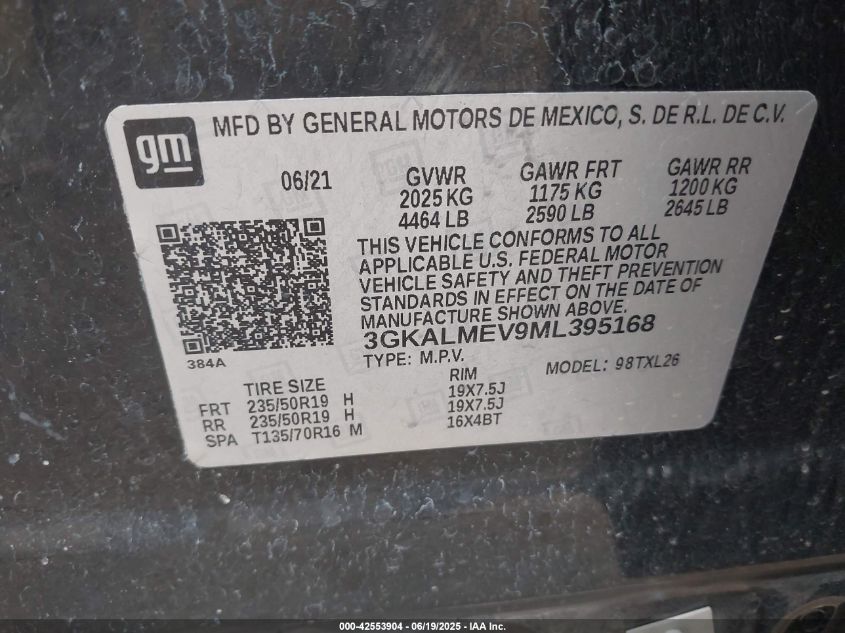 gm MFD BY GENERAL MOTORS DE MEXICO, S. DE R.L. DE C.V.
06/21 GVWR GAWR FRT GAWR RR
2025 KG 1175 KG 1200 KG
4464 LB 2590 LB 2645 LB
THIS VEHICLE CONFORMS TO ALL
APPLICABLE U.S. FEDERAL MOTOR
VEHICLE SAFETY AND THEFT PREVENTION
STANDARDS IN EFFECT ON THE DATE OF
MANUFACTURE SHOWN ABOVE.
3GKALMEV9ML395168
384A TYPE: M.P.V. MODEL: 98TXL26
TIRE SIZE RIM
FRT 235/50R19 H 19X7.5J
RR 235/50R19 H 19X7.5J
SPA T135/70R16 M 16X4BT
000-42553904 - 06/19/2025 - IAA Inc.